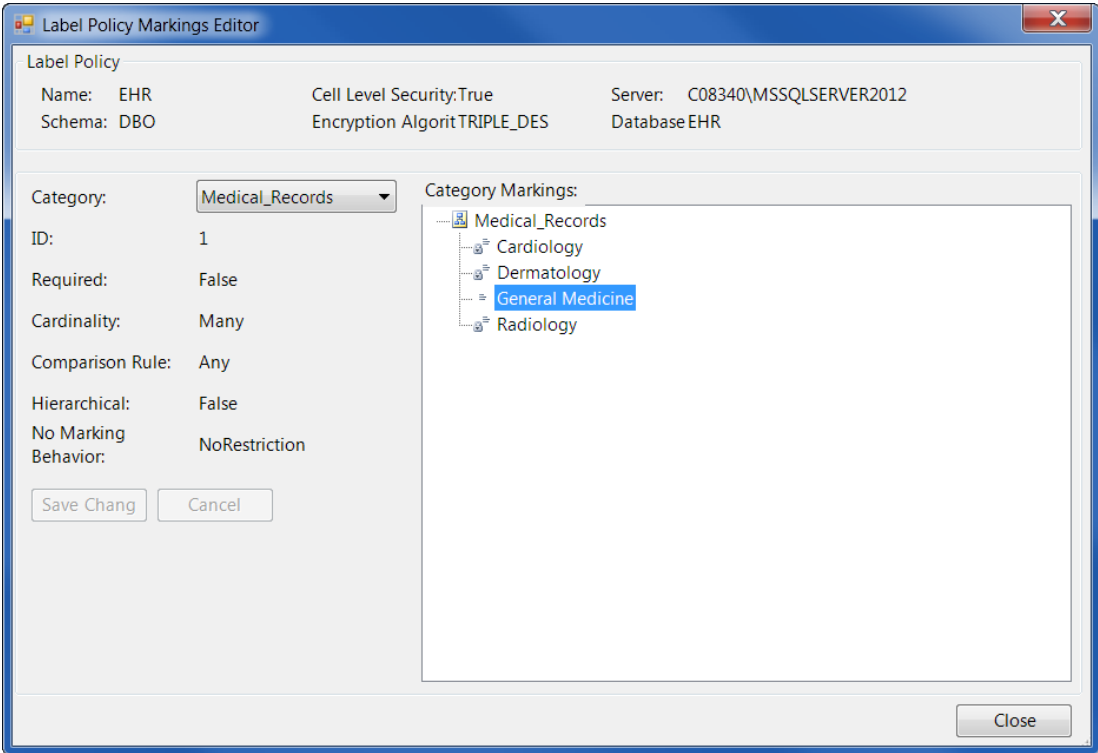 Label Policy Markings Editor
Label Policy
Name: EHR Cell Level Security:True Server: C08340\MSSQLSERVER2012
Schema: DBO Encryption Algorit TRIPLE_DES Database EHR
Category: Medical_Records Category Markings:
Medical_Records
ID: 1 Cardiology
Dermatology
Required: False General Medicine
Cardinality: Many Radiology
Comparison Rule: Any
Hierarchical: False
No Marking
Behavior: NoRestriction
Save Chang Cancel
Close